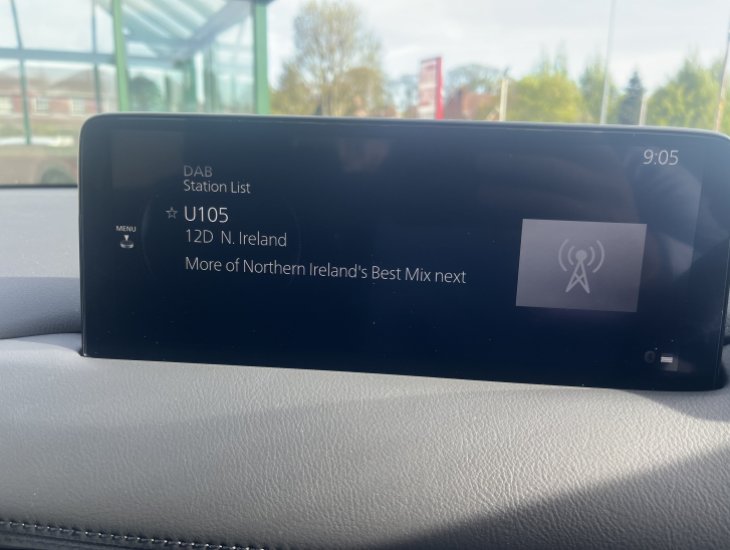 9:05
DAB
Station List
☆ U105
MENU
12D N. Ireland
More of Northern Ireland's Best Mix next